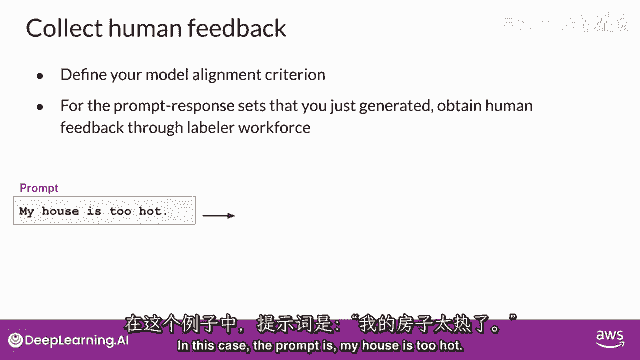 Collect human feedback
● Define your model alignment criterion
● For the prompt-response sets that you just generated, obtain human
feedback through labeler workforce
Prompt
My house is too hot.
在这个例子中，提示词是：“我的房子太热了。”
In this case, the prompt is, my house is too hot.
DeepLearning.AI
aws